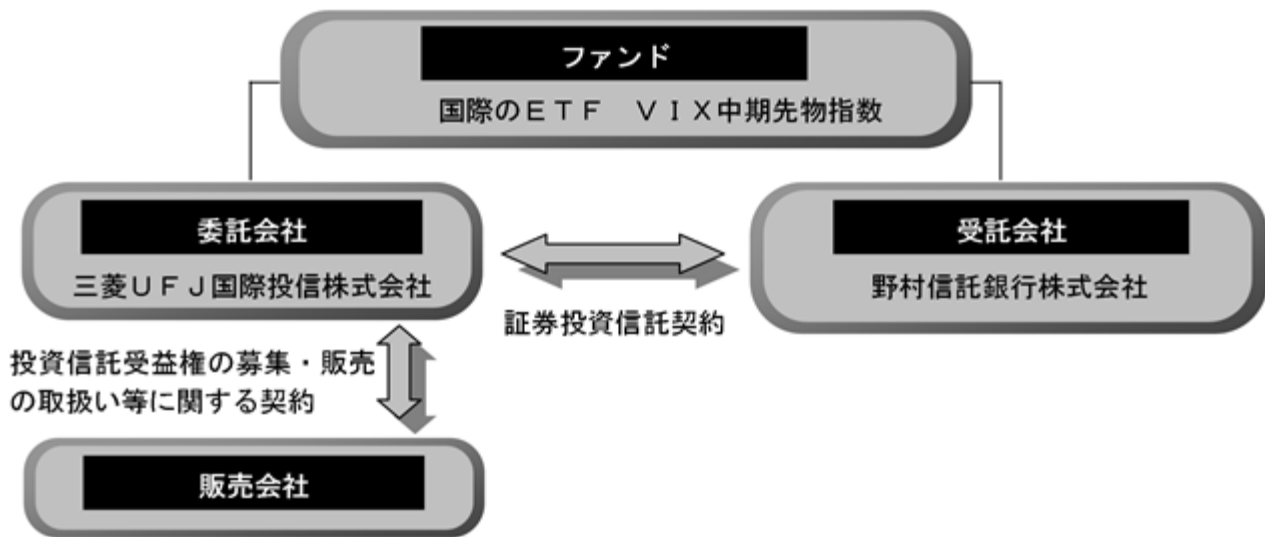 ファンド
国際のＥＴＦ　ＶＩＸ中期先物指数
委託会社
三菱ＵＦＪ国際投信株式会社
受託会社
野村信託銀行株式会社
証券投資信託契約
投資信託受益権の募集・販売
の取扱い等に関する契約
販売会社